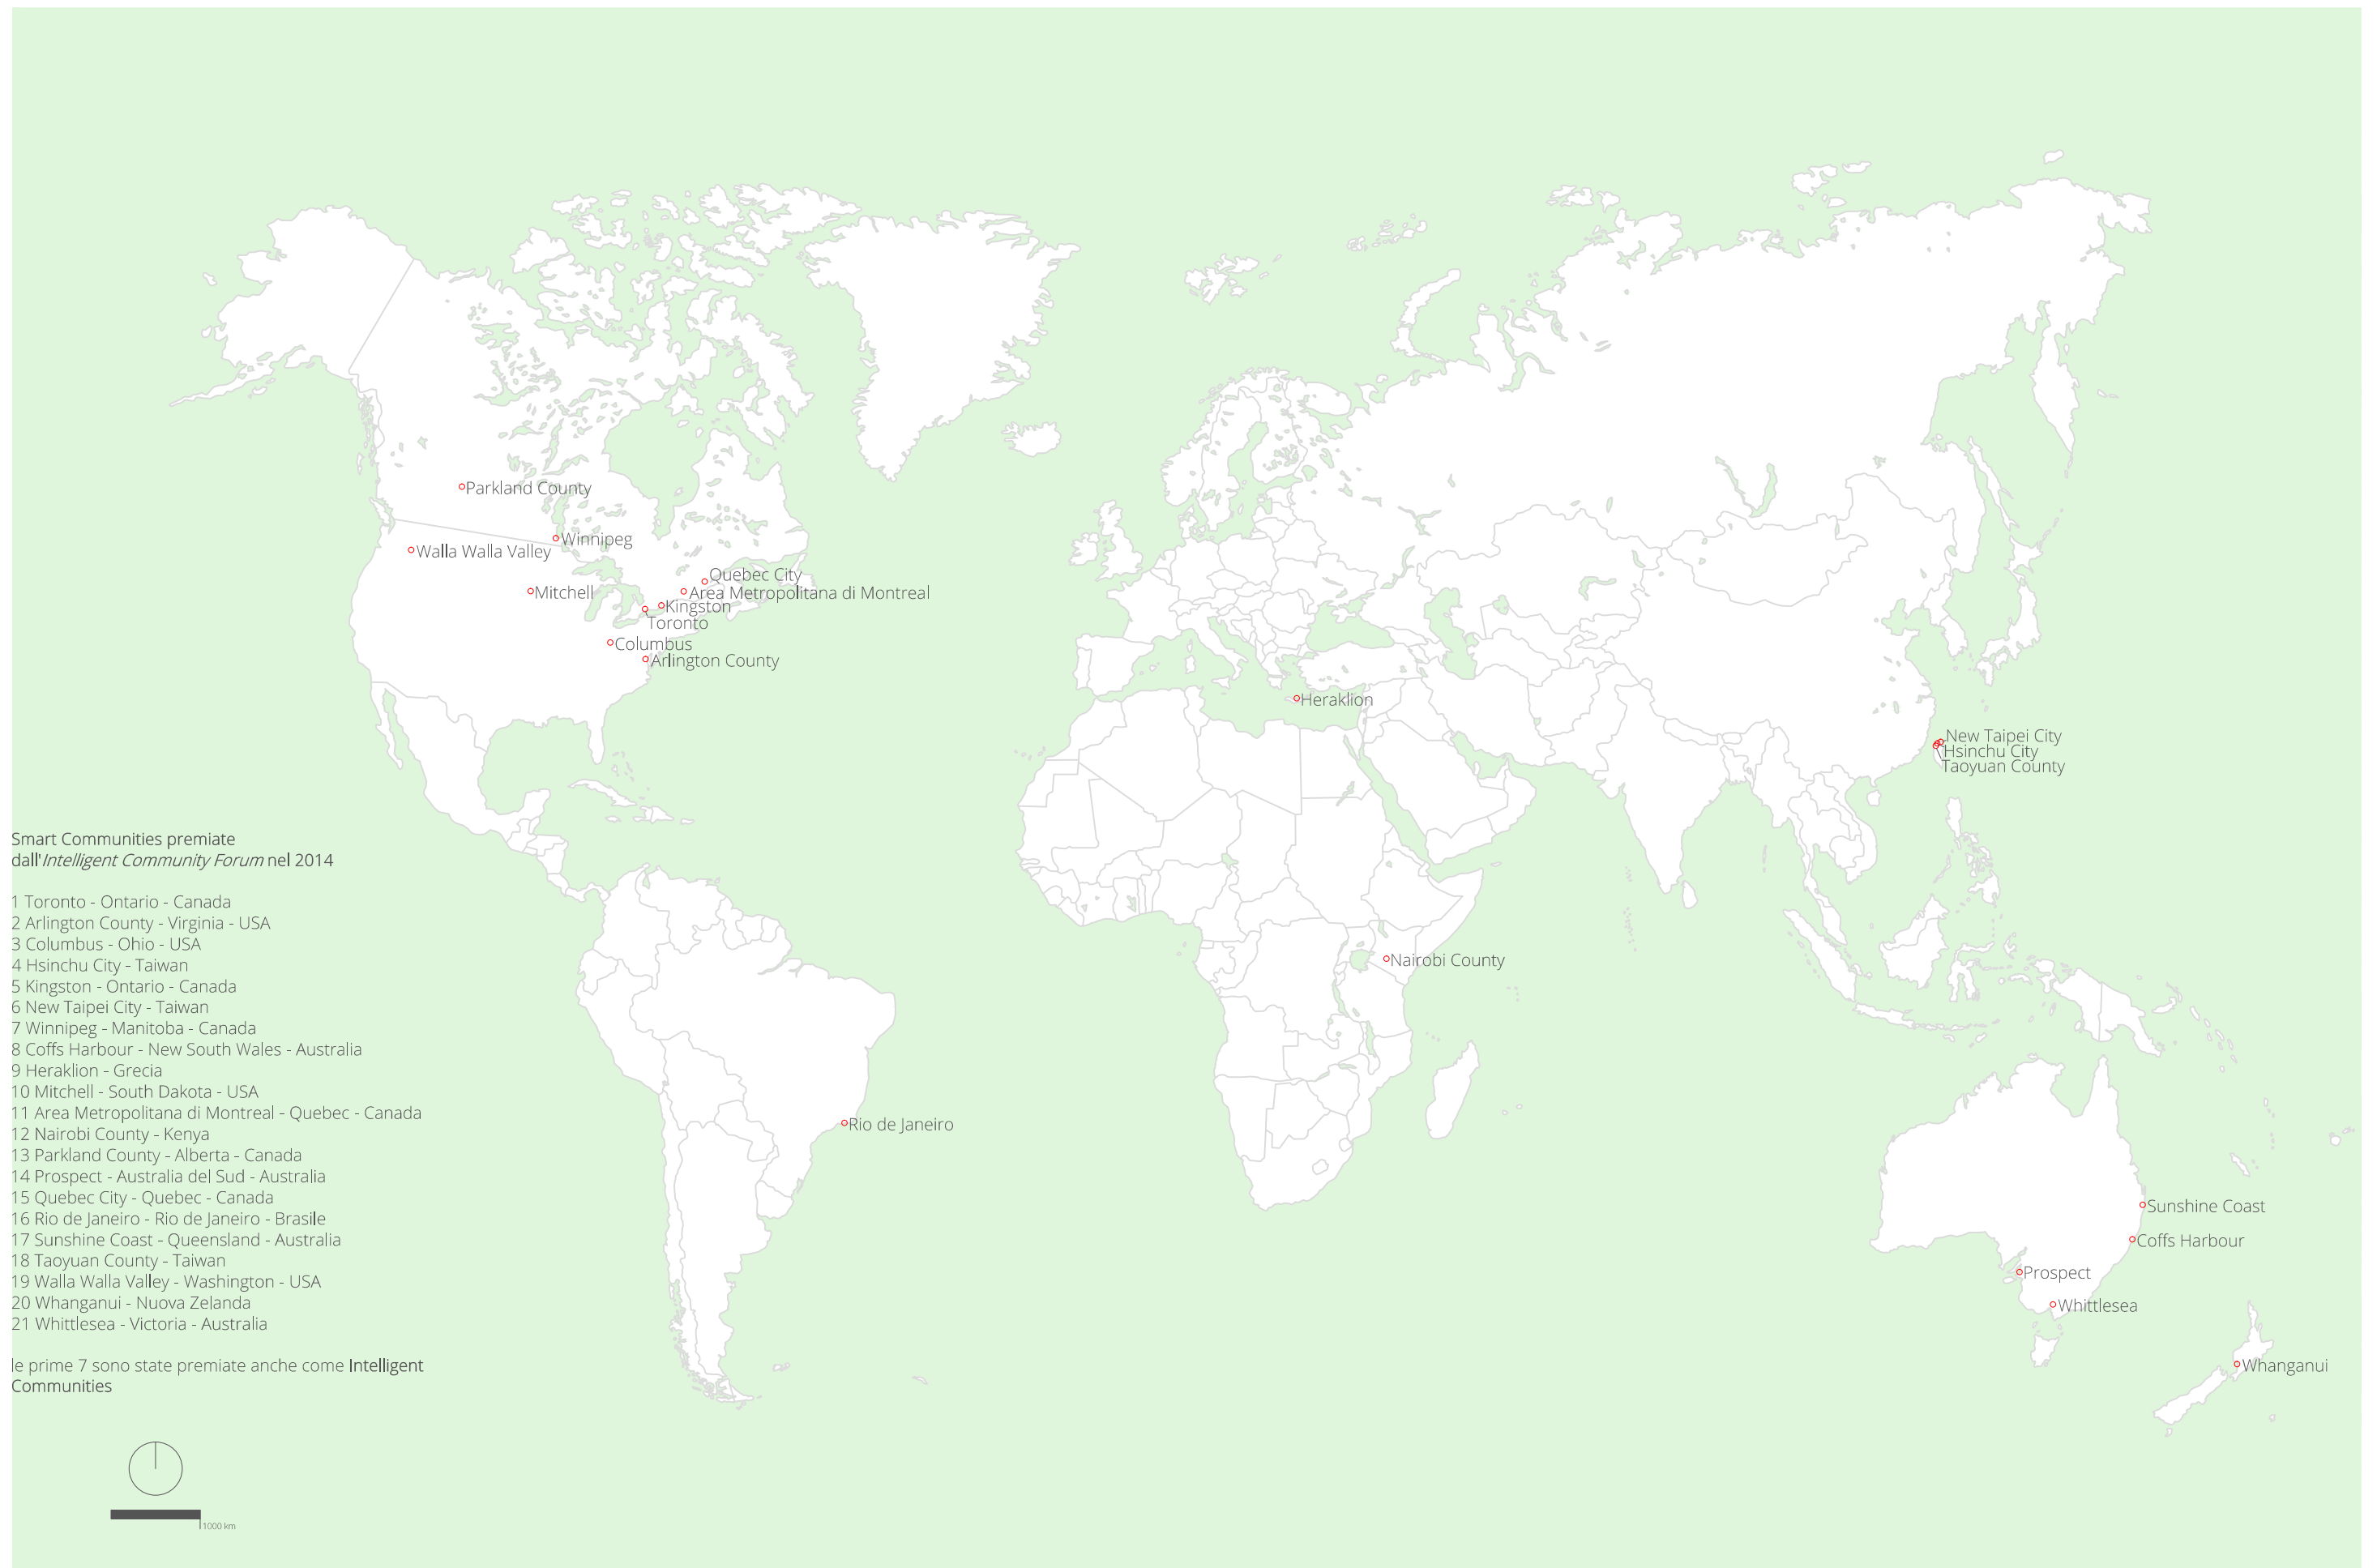 Parkland County
Winnipeg
Walla Walla Valley
Quebec City
Mitchell
Area Metropolitana di Montreal
Kingston
Toronto
Columbus
Arlington County
Heraklion
New Taipei City
Hsinchu City
Taoyuan County
Nairobi County
Rio de Janeiro
Sunshine Coast
Coffs Harbour
Prospect
Whittlesea
Whanganui
Smart Communities premiate
dall'Intelligent Community Forum nel 2014
1 Toronto - Ontario - Canada
2 Arlington County - Virginia - USA
3 Columbus - Ohio - USA
4 Hsinchu City - Taiwan
5 Kingston - Ontario - Canada
6 New Taipei City - Taiwan
7 Winnipeg - Manitoba - Canada
8 Coffs Harbour - New South Wales - Australia
9 Heraklion - Grecia
10 Mitchell - South Dakota - USA
11 Area Metropolitana di Montreal - Quebec - Canada
12 Nairobi County - Kenya
13 Parkland County - Alberta - Canada
14 Prospect - Australia del Sud - Australia
15 Quebec City - Quebec - Canada
16 Rio de Janeiro - Rio de Janeiro - Brasile
17 Sunshine Coast - Queensland - Australia
18 Taoyuan County - Taiwan
19 Walla Walla Valley - Washington - USA
20 Whanganui - Nuova Zelanda
21 Whittlesea - Victoria - Australia
le prime 7 sono state premiate anche come Intelligent
Communities
1000 km